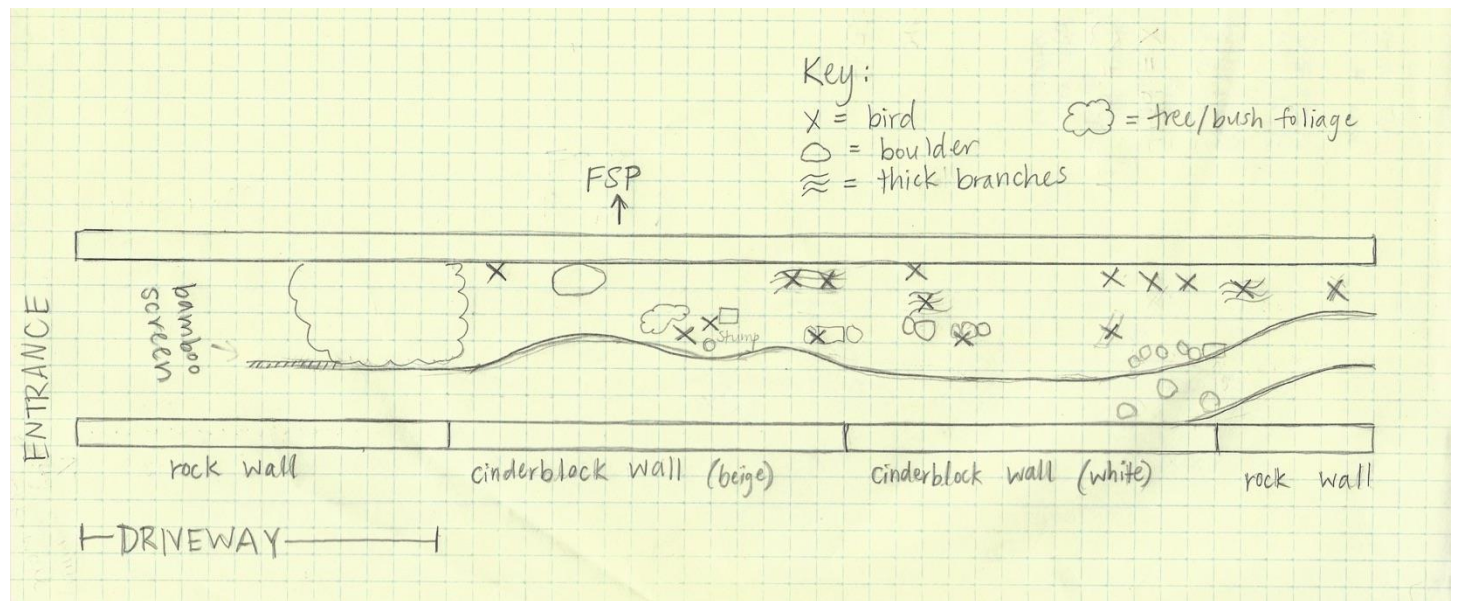 Key:
X = bird
= tree/bush foliage
= boulder
= thick branches
FSP
ENTRANCE
bamboo
screen
Stump
rock wall
cinderblock wall (beige)
cinderblock wall (white)
rock wall
DRIVEWAY